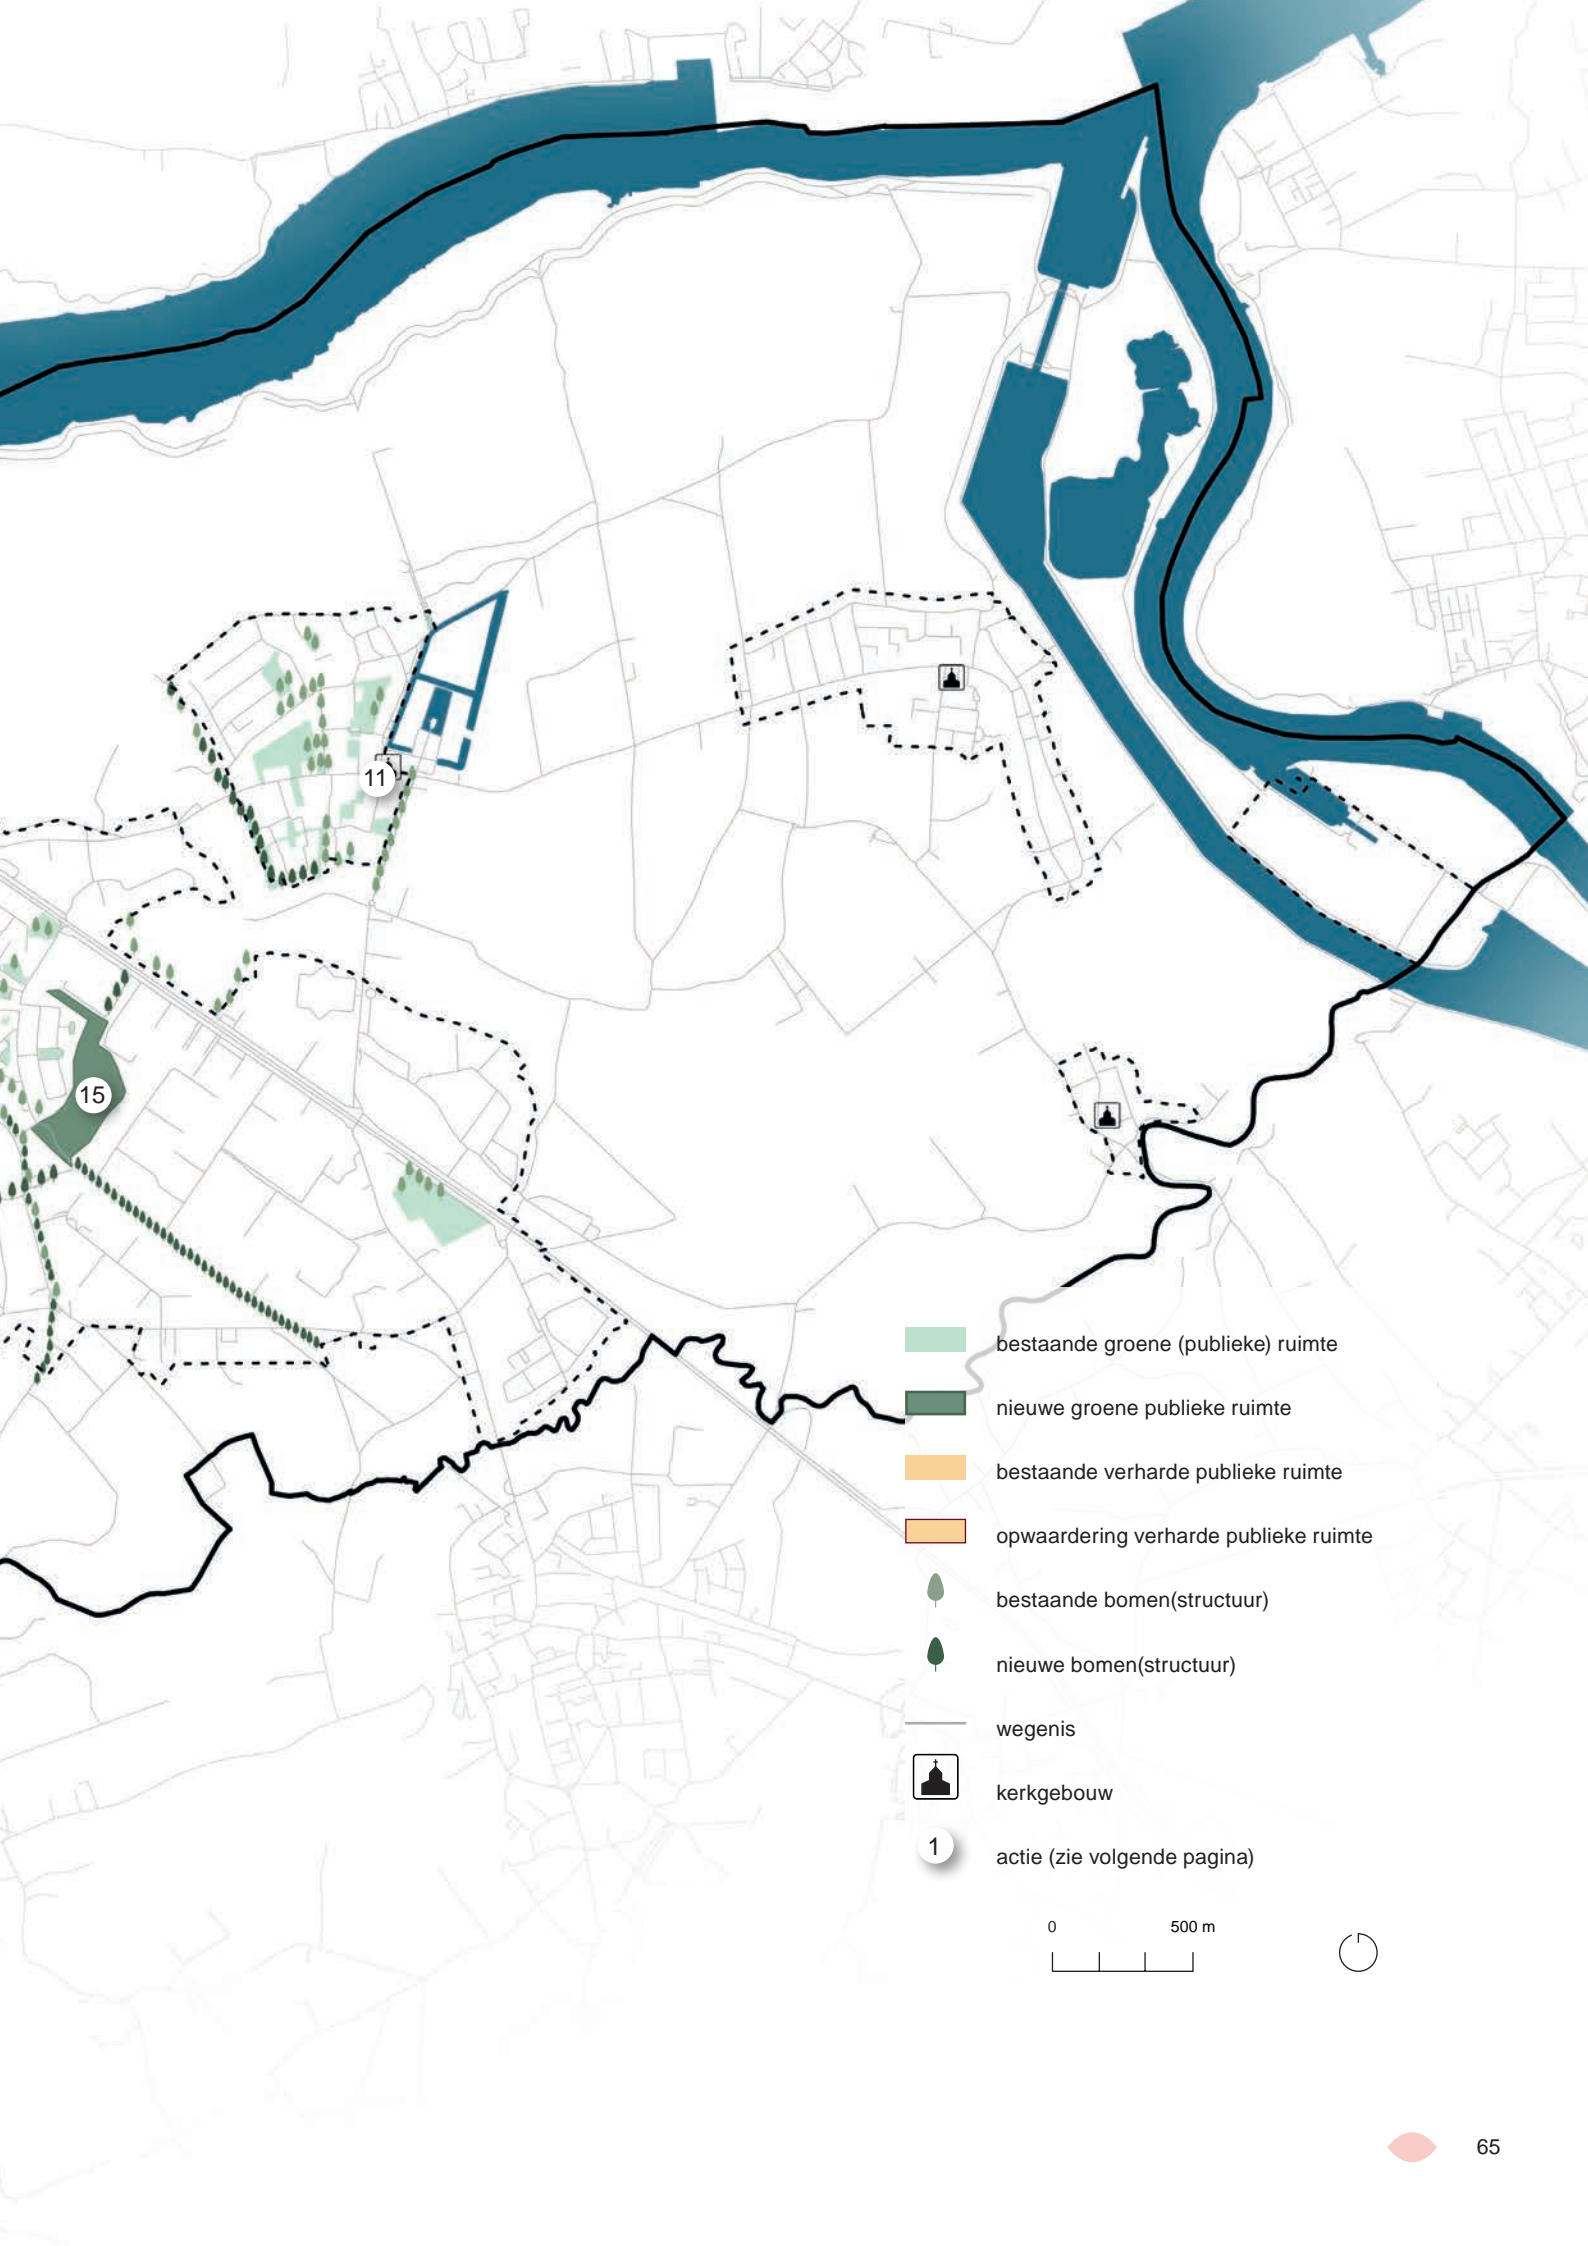 11
15
bestaande groene (publieke) ruimte
nieuwe groene publieke ruimte
bestaande verharde publieke ruimte
opwaardering verharde publieke ruimte
bestaande bomen(structuur)
nieuwe bomen(structuur)
wegenis
kerkgebouw
1 actie (zie volgende pagina)
0 500 m
65